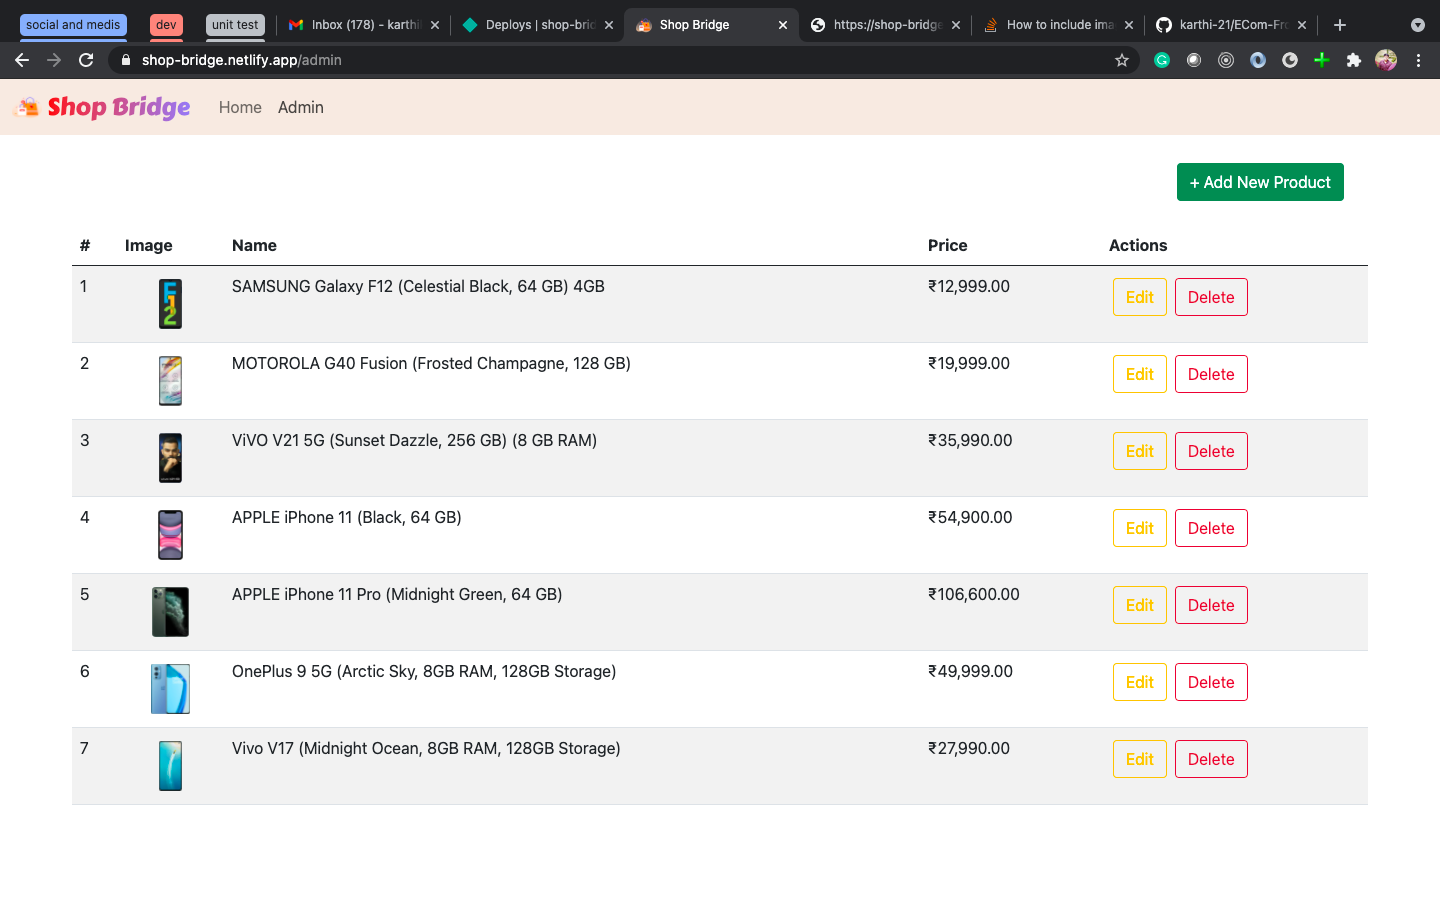 social and medis dev unit test Inbox (178) - karthi Deploys | shop-brid Shop Bridge https://shop-bridge How to include ima karthi-21/ECom-Fro
shop-bridge.netlify.app/admin
Shop Bridge Home Admin
+ Add New Product
# Image Name Price Actions
1 SAMSUNG Galaxy F12 (Celestial Black, 64 GB) 4GB ₹12,999.00 Edit Delete
2 MOTOROLA G40 Fusion (Frosted Champagne, 128 GB) ₹19,999.00 Edit Delete
3 ViVO V21 5G (Sunset Dazzle, 256 GB) (8 GB RAM) ₹35,990.00 Edit Delete
4 APPLE iPhone 11 (Black, 64 GB) ₹54,900.00 Edit Delete
5 APPLE iPhone 11 Pro (Midnight Green, 64 GB) ₹106,600.00 Edit Delete
6 OnePlus 9 5G (Arctic Sky, 8GB RAM, 128GB Storage) ₹49,999.00 Edit Delete
7 Vivo V17 (Midnight Ocean, 8GB RAM, 128GB Storage) ₹27,990.00 Edit Delete